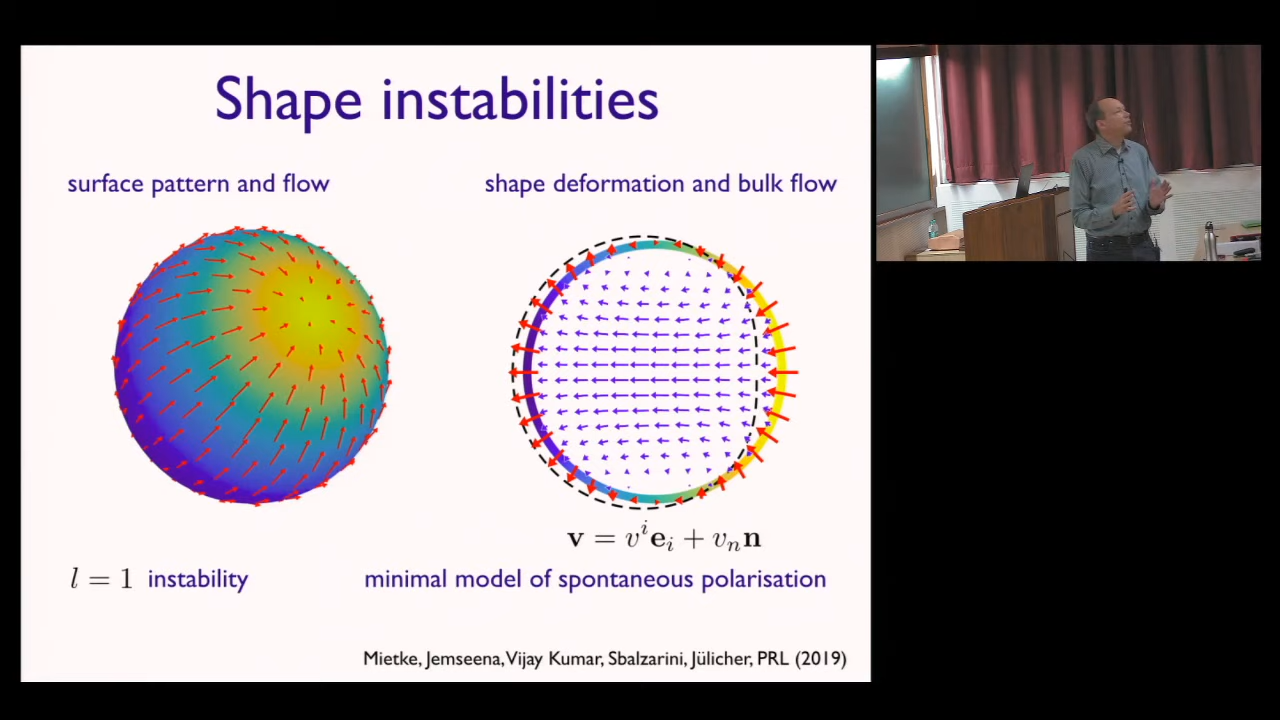 Shape instabilities
surface pattern and flow
shape deformation and bulk flow
v = v^i e_i + v_n n
l = 1 instability
minimal model of spontaneous polarisation
Mietke, Jemseena, Vijay Kumar, Sbalzarini, Jülicher, PRL (2019)